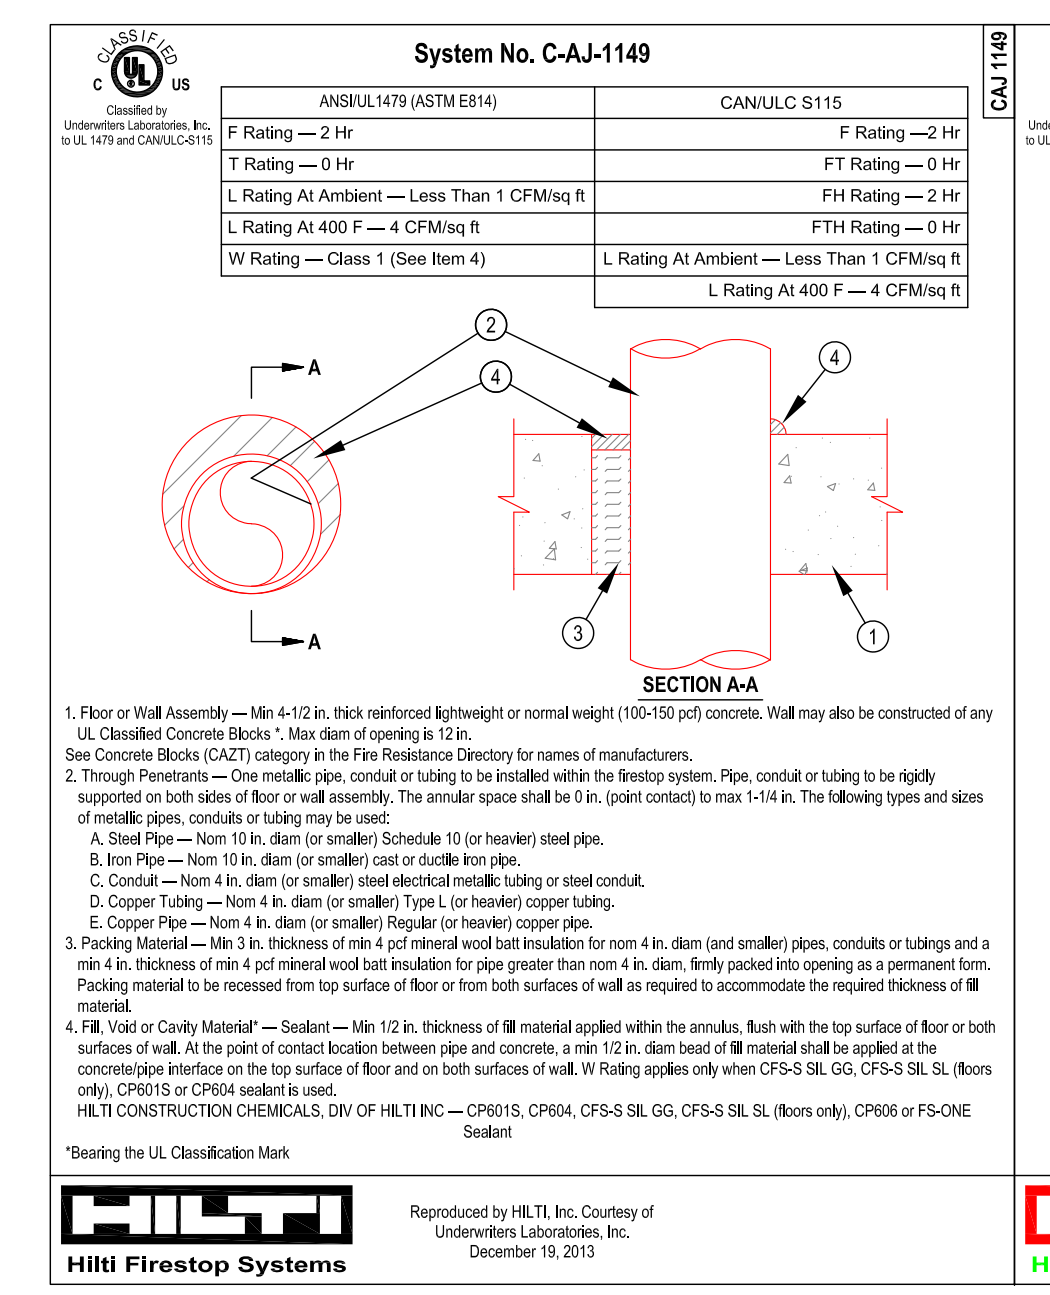 CLASSIFIED
C UL US
Classified by
Underwriters Laboratories, Inc.
to UL 1479 and CAN/ULC-S115
System No. C-AJ-1149
CAJ 1149
ANSI/UL1479 (ASTM E814) CAN/ULC S115
F Rating — 2 Hr F Rating —2 Hr
T Rating — 0 Hr FT Rating — 0 Hr
L Rating At Ambient — Less Than 1 CFM/sq ft FH Rating — 2 Hr
L Rating At 400 F — 4 CFM/sq ft FTH Rating — 0 Hr
W Rating — Class 1 (See Item 4) L Rating At Ambient — Less Than 1 CFM/sq ft
L Rating At 400 F — 4 CFM/sq ft
Unde
to UL
2
4
4
A
3
1
A
SECTION A-A
1. Floor or Wall Assembly — Min 4-1/2 in. thick reinforced lightweight or normal weight (100-150 pcf) concrete. Wall may also be constructed of any
UL Classified Concrete Blocks *. Max diam of opening is 12 in.
See Concrete Blocks (CAZT) category in the Fire Resistance Directory for names of manufacturers.
2. Through Penetrants — One metallic pipe, conduit or tubing to be installed within the firestop system. Pipe, conduit or tubing to be rigidly
supported on both sides of floor or wall assembly. The annular space shall be 0 in. (point contact) to max 1-1/4 in. The following types and sizes
of metallic pipes, conduits or tubing may be used:
A. Steel Pipe — Nom 10 in. diam (or smaller) Schedule 10 (or heavier) steel pipe.
B. Iron Pipe — Nom 10 in. diam (or smaller) cast or ductile iron pipe.
C. Conduit — Nom 4 in. diam (or smaller) steel electrical metallic tubing or steel conduit.
D. Copper Tubing — Nom 4 in. diam (or smaller) Type L (or heavier) copper tubing.
E. Copper Pipe — Nom 4 in. diam (or smaller) Regular (or heavier) copper pipe.
3. Packing Material — Min 3 in. thickness of min 4 pcf mineral wool batt insulation for nom 4 in. diam (and smaller) pipes, conduits or tubings and a
min 4 in. thickness of min 4 pcf mineral wool batt insulation for pipe greater than nom 4 in. diam, firmly packed into opening as a permanent form.
Packing material to be recessed from top surface of floor or from both surfaces of wall as required to accommodate the required thickness of fill
material.
4. Fill, Void or Cavity Material* — Sealant — Min 1/2 in. thickness of fill material applied within the annulus, flush with the top surface of floor or both
surfaces of wall. At the point of contact location between pipe and concrete, a min 1/2 in. diam bead of fill material shall be applied at the
concrete/pipe interface on the top surface of floor and on both surfaces of wall. W Rating applies only when CFS-S SIL GG, CFS-S SIL SL (floors
only), CP601S or CP604 sealant is used.
HILTI CONSTRUCTION CHEMICALS, DIV OF HILTI INC — CP601S, CP604, CFS-S SIL GG, CFS-S SIL SL (floors only), CP606 or FS-ONE
Sealant
*Bearing the UL Classification Mark
HILTI
Hilti Firestop Systems
Reproduced by HILTI, Inc. Courtesy of
Underwriters Laboratories, Inc.
December 19, 2013
H